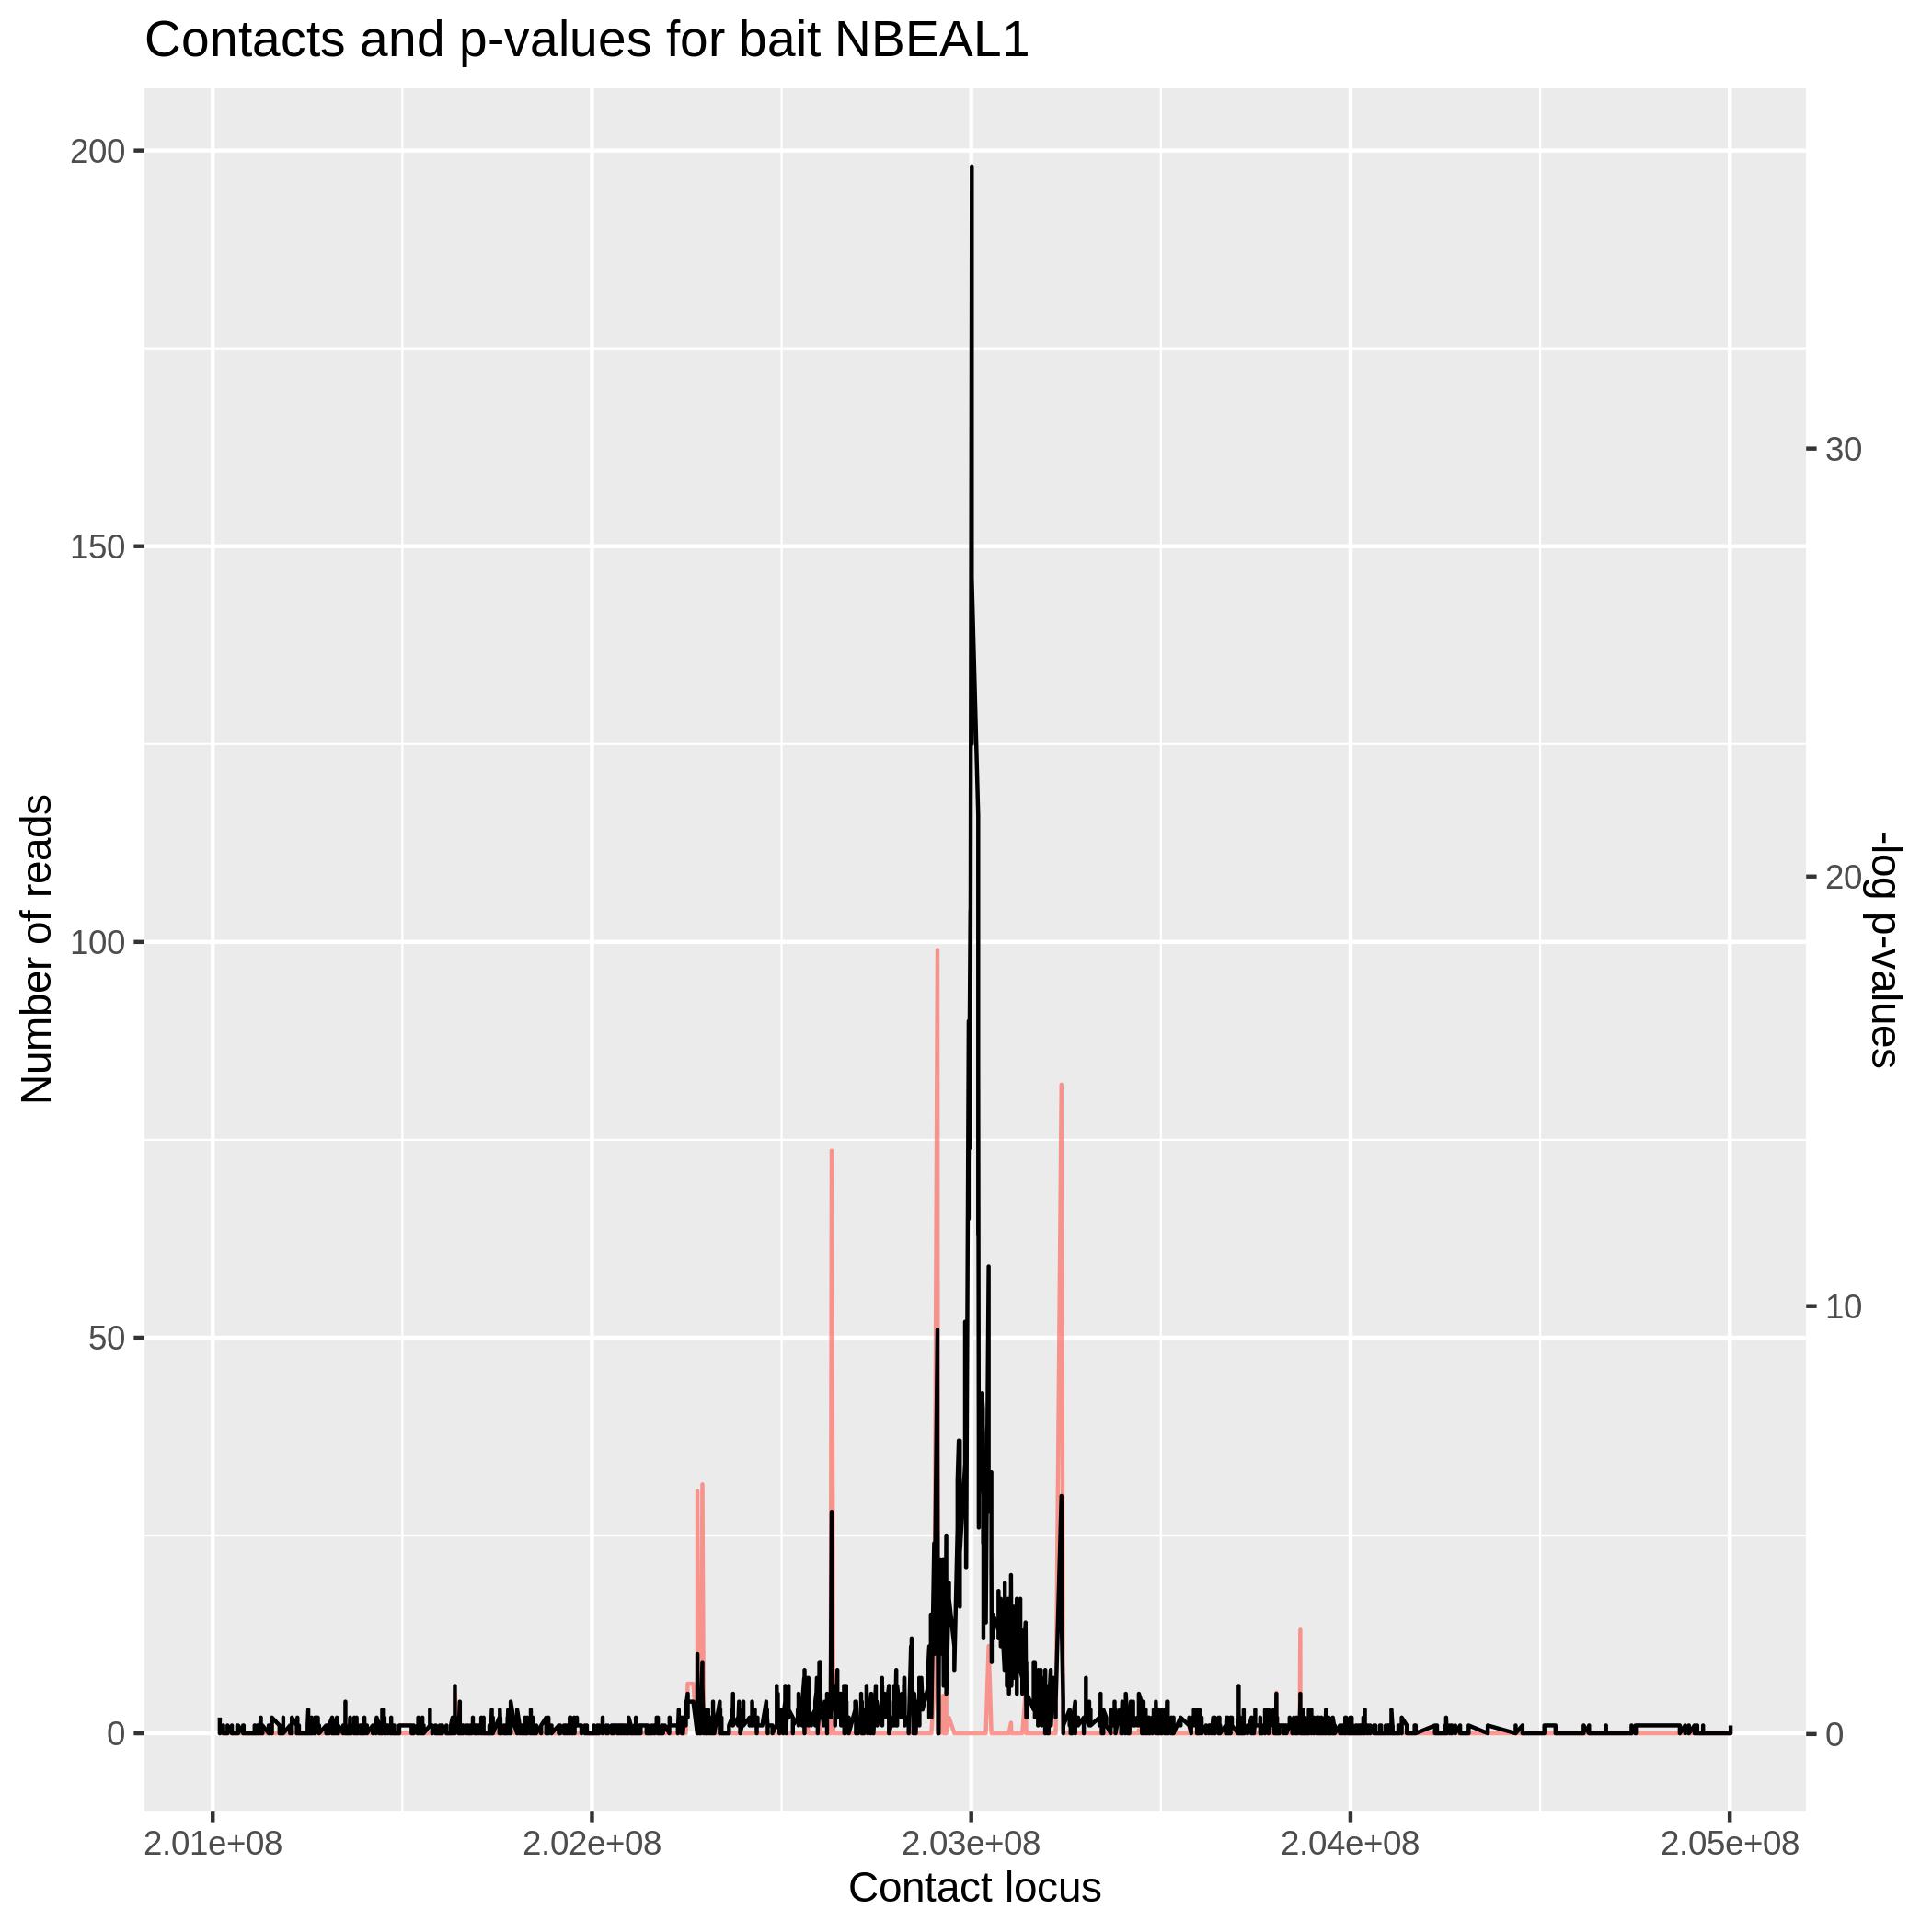 Contacts and p-values for bait NBEAL1
Number of reads
200
150
100
50
0
30
20
10
0
-log p-values
2.01e+08
2.02e+08
2.03e+08
2.04e+08
2.05e+08
Contact locus